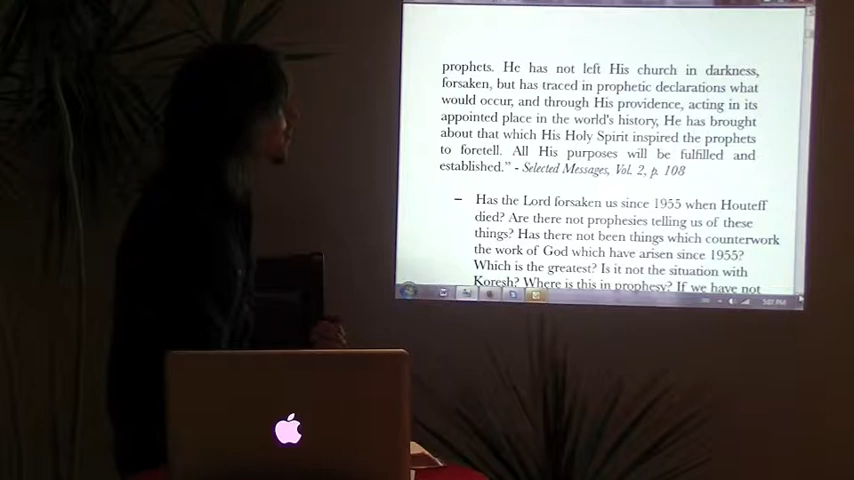 prophets. He has not left His church in darkness,
forsaken, but has traced in prophetic declarations what
would occur, and through His providence, acting in its
appointed place in the world's history, He has brought
about that which His Holy Spirit inspired the prophets
to foretell. All His purposes will be fulfilled and
established." - Selected Messages, Vol. 2, p. 108
– Has the Lord forsaken us since 1955 when Houteff
died? Are there not prophesies telling us of these
things? Has there not been things which counterwork
the work of God which have arisen since 1955?
Which is the greatest? Is it not the situation with
Koresh? Where is this in prophesy? If we have not
5:07 PM